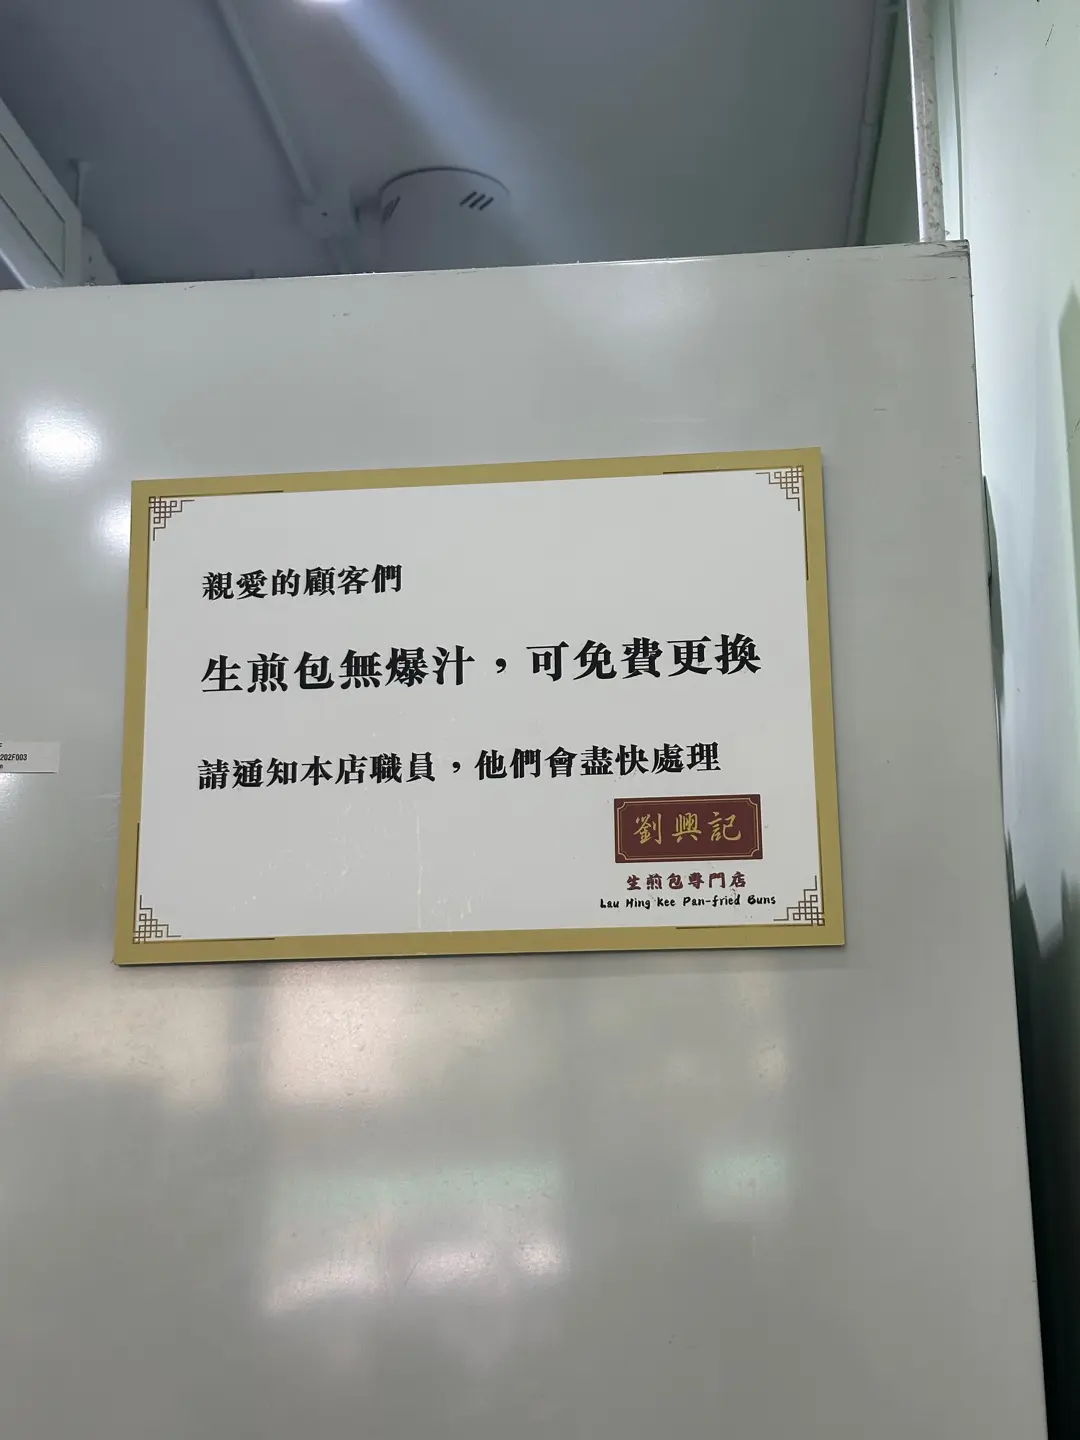 親愛的顧客們
生煎包無爆汁，可免費更換
請通知本店職員，他們會盡快處理
劉興記
生煎包專門店
Lau Hing Kee Pan-fried Buns
202F003